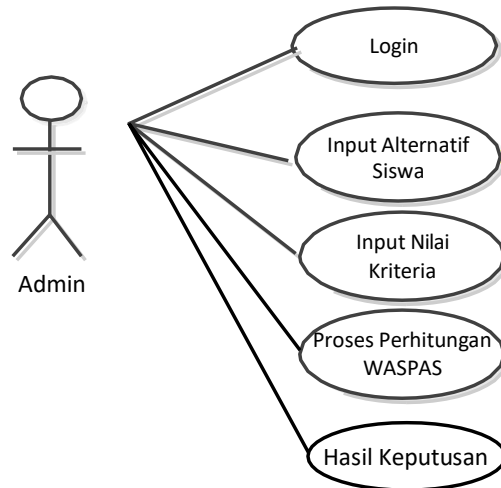 Login
Input Alternatif
Siswa
Input Nilai
Kriteria
Admin
Proses Perhitungan
WASPAS
Hasil Keputusan